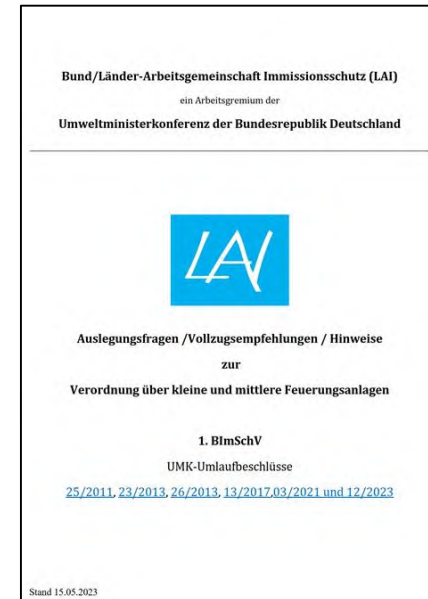 Bund/Länder-Arbeitsgemeinschaft Immissionsschutz (LAI)
ein Arbeitsgremium der
Umweltministerkonferenz der Bundesrepublik Deutschland
LAI
Auslegungsfragen /Vollzugsempfehlungen / Hinweise
zur
Verordnung über kleine und mittlere Feuerungsanlagen
1. BImSchV
UMK-Umlaufbeschlüsse
25/2011, 23/2013, 26/2013, 13/2017,03/2021 und 12/2023
Stand 15.05.2023